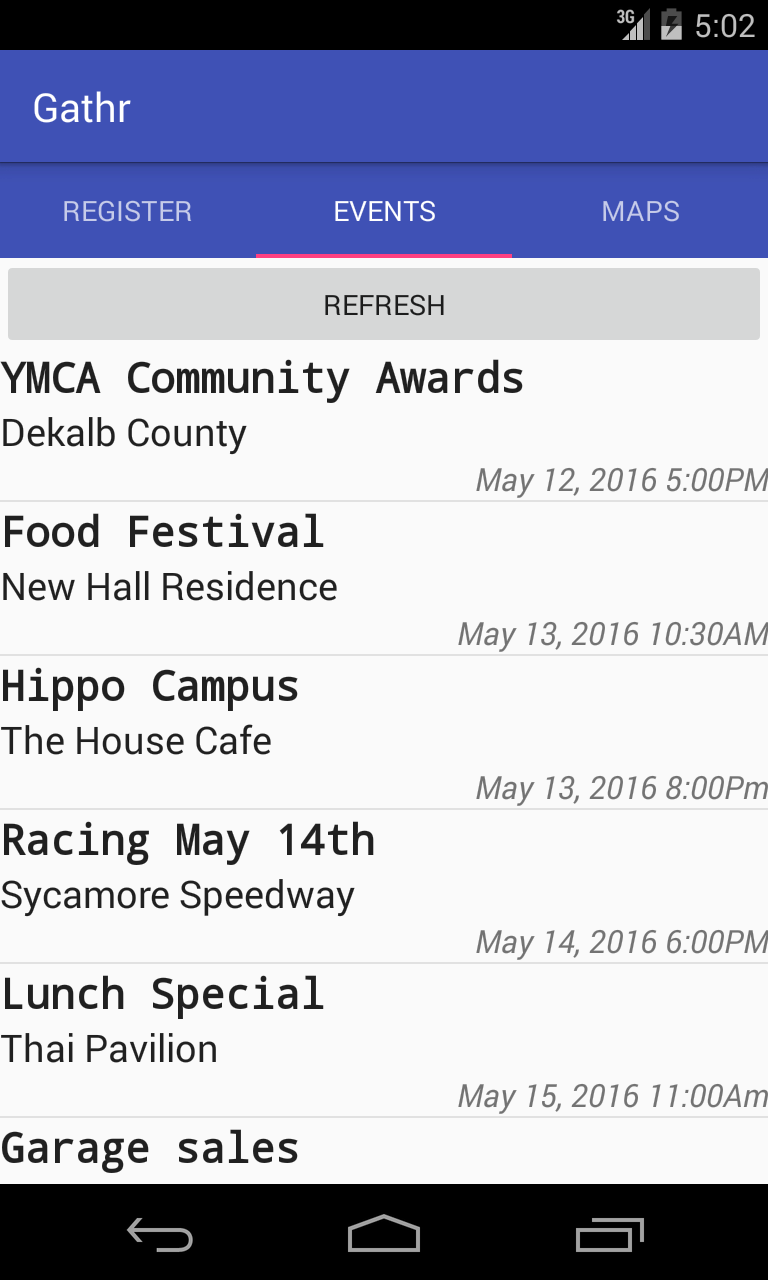 3G 5:02
Gathr
REGISTER EVENTS MAPS
REFRESH
YMCA Community Awards
Dekalb County
May 12, 2016 5:00PM
Food Festival
New Hall Residence
May 13, 2016 10:30AM
Hippo Campus
The House Cafe
May 13, 2016 8:00Pm
Racing May 14th
Sycamore Speedway
May 14, 2016 6:00PM
Lunch Special
Thai Pavilion
May 15, 2016 11:00Am
Garage sales